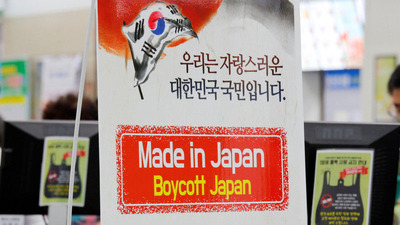 우리는 자랑스러운
대한민국 국민입니다.
Made in Japan
Boycott Japan